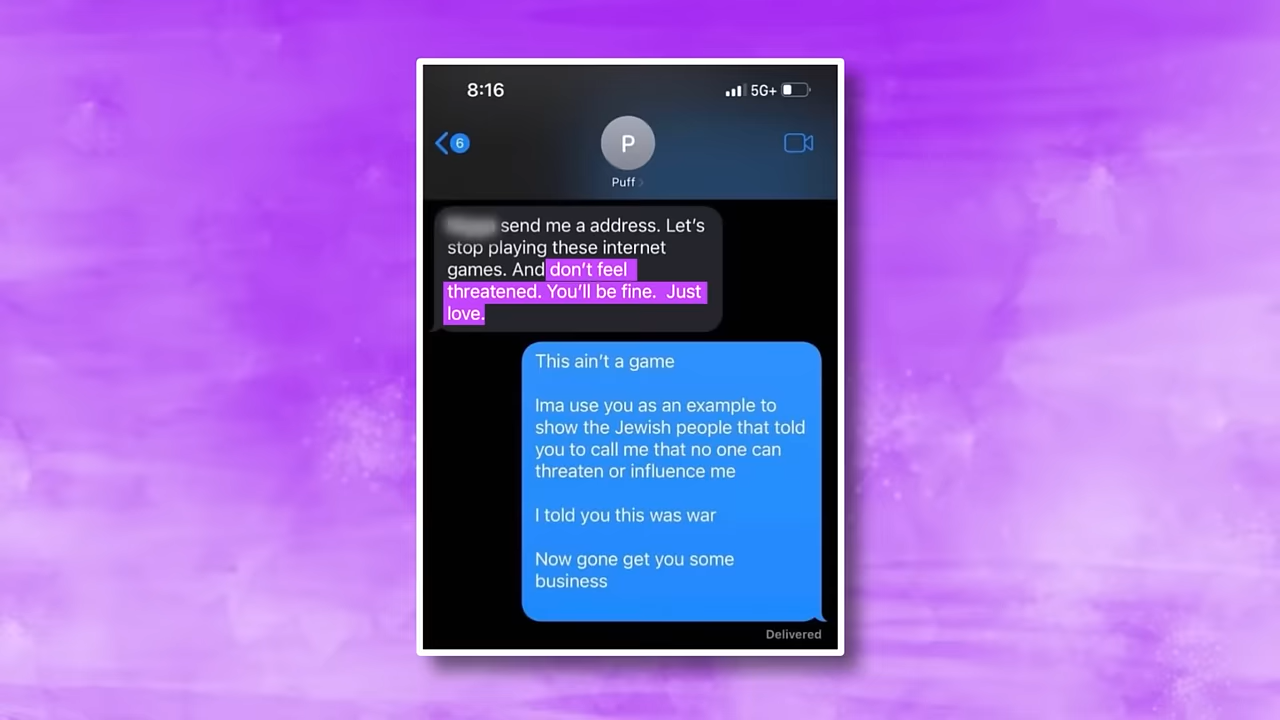 8:16
5G+
6
P
Puff
send me a address. Let's
stop playing these internet
games. And don't feel
threatened. You'll be fine.  Just
love.
This ain't a game
Ima use you as an example to
show the Jewish people that told
you to call me that no one can
threaten or influence me
I told you this was war
Now gone get you some
business
Delivered